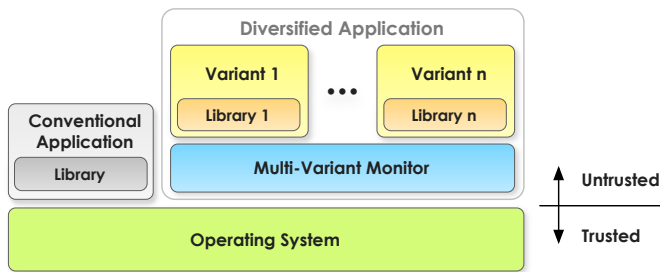 Diversified Application
Variant 1
•••
Variant n
Library 1
Library n
Conventional
Application
Library
Multi-Variant Monitor
Untrusted
Operating System
Trusted